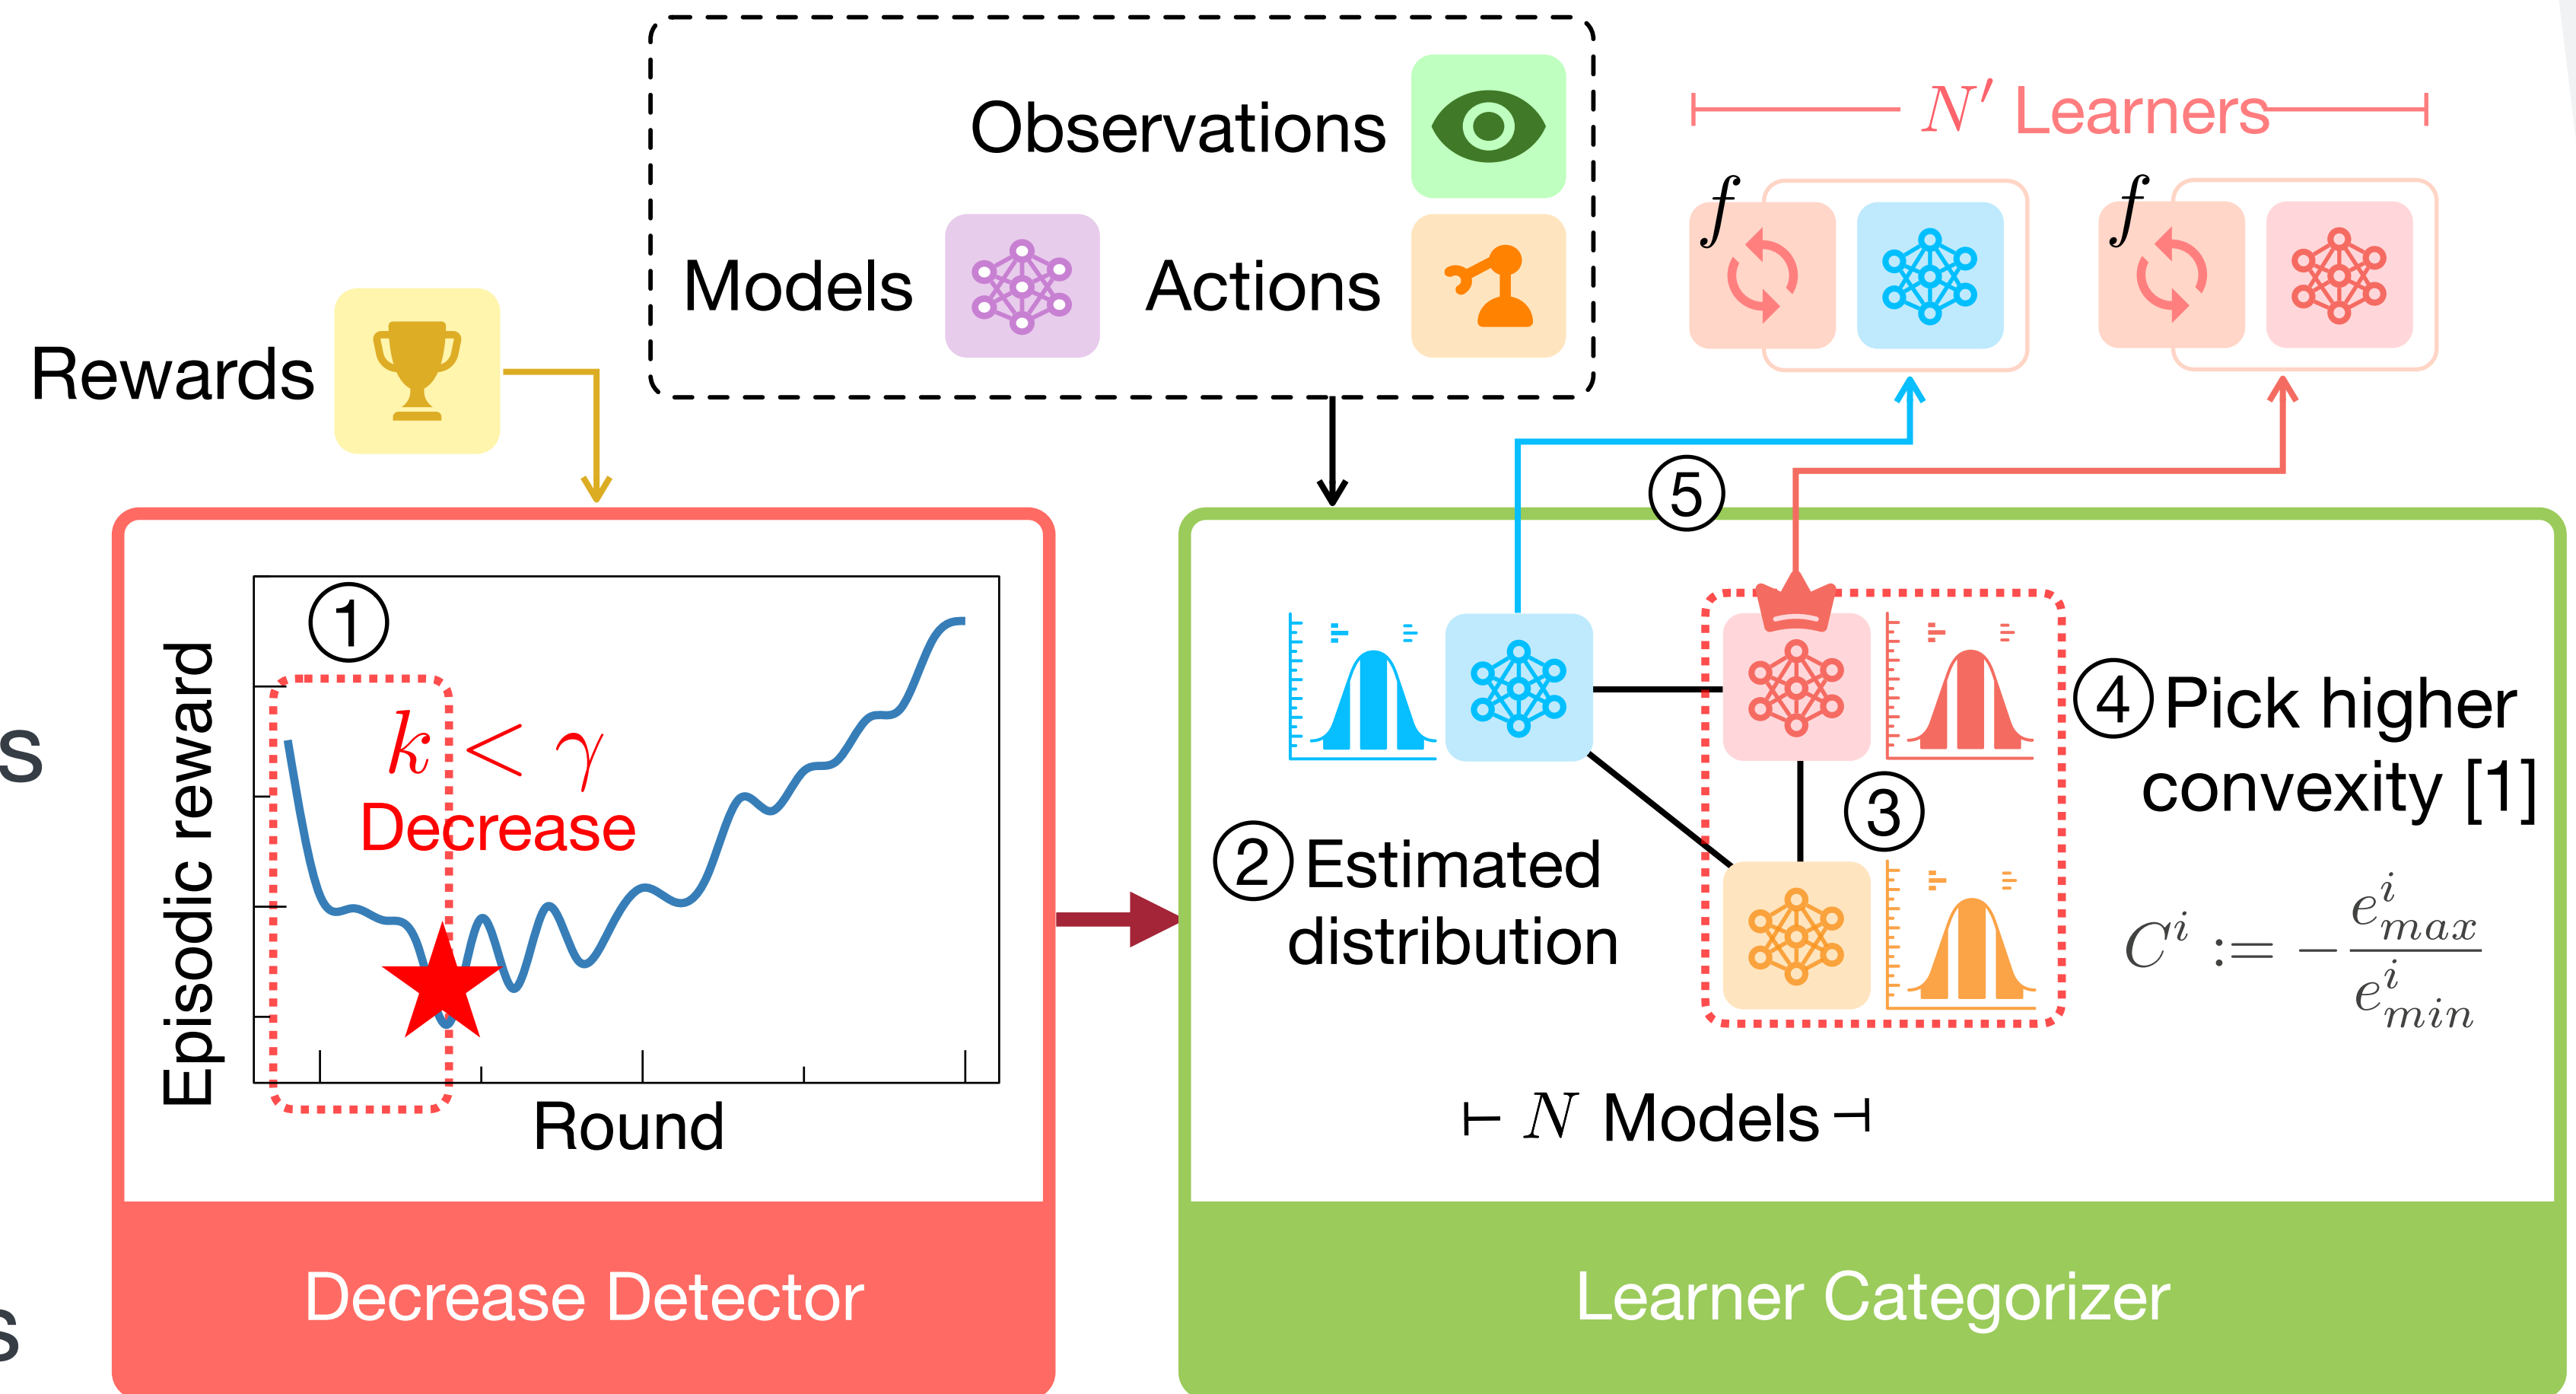 Observations
Models
Actions
Rewards
N′ Learners
f
f
⑤
①
k < γ
Decrease
Episodic reward
Round
Decrease Detector
② Estimated
distribution
③
④ Pick higher
convexity [1]
C^i := − e^i_max / e^i_min
⊢ N Models ⊣
Learner Categorizer
s
s